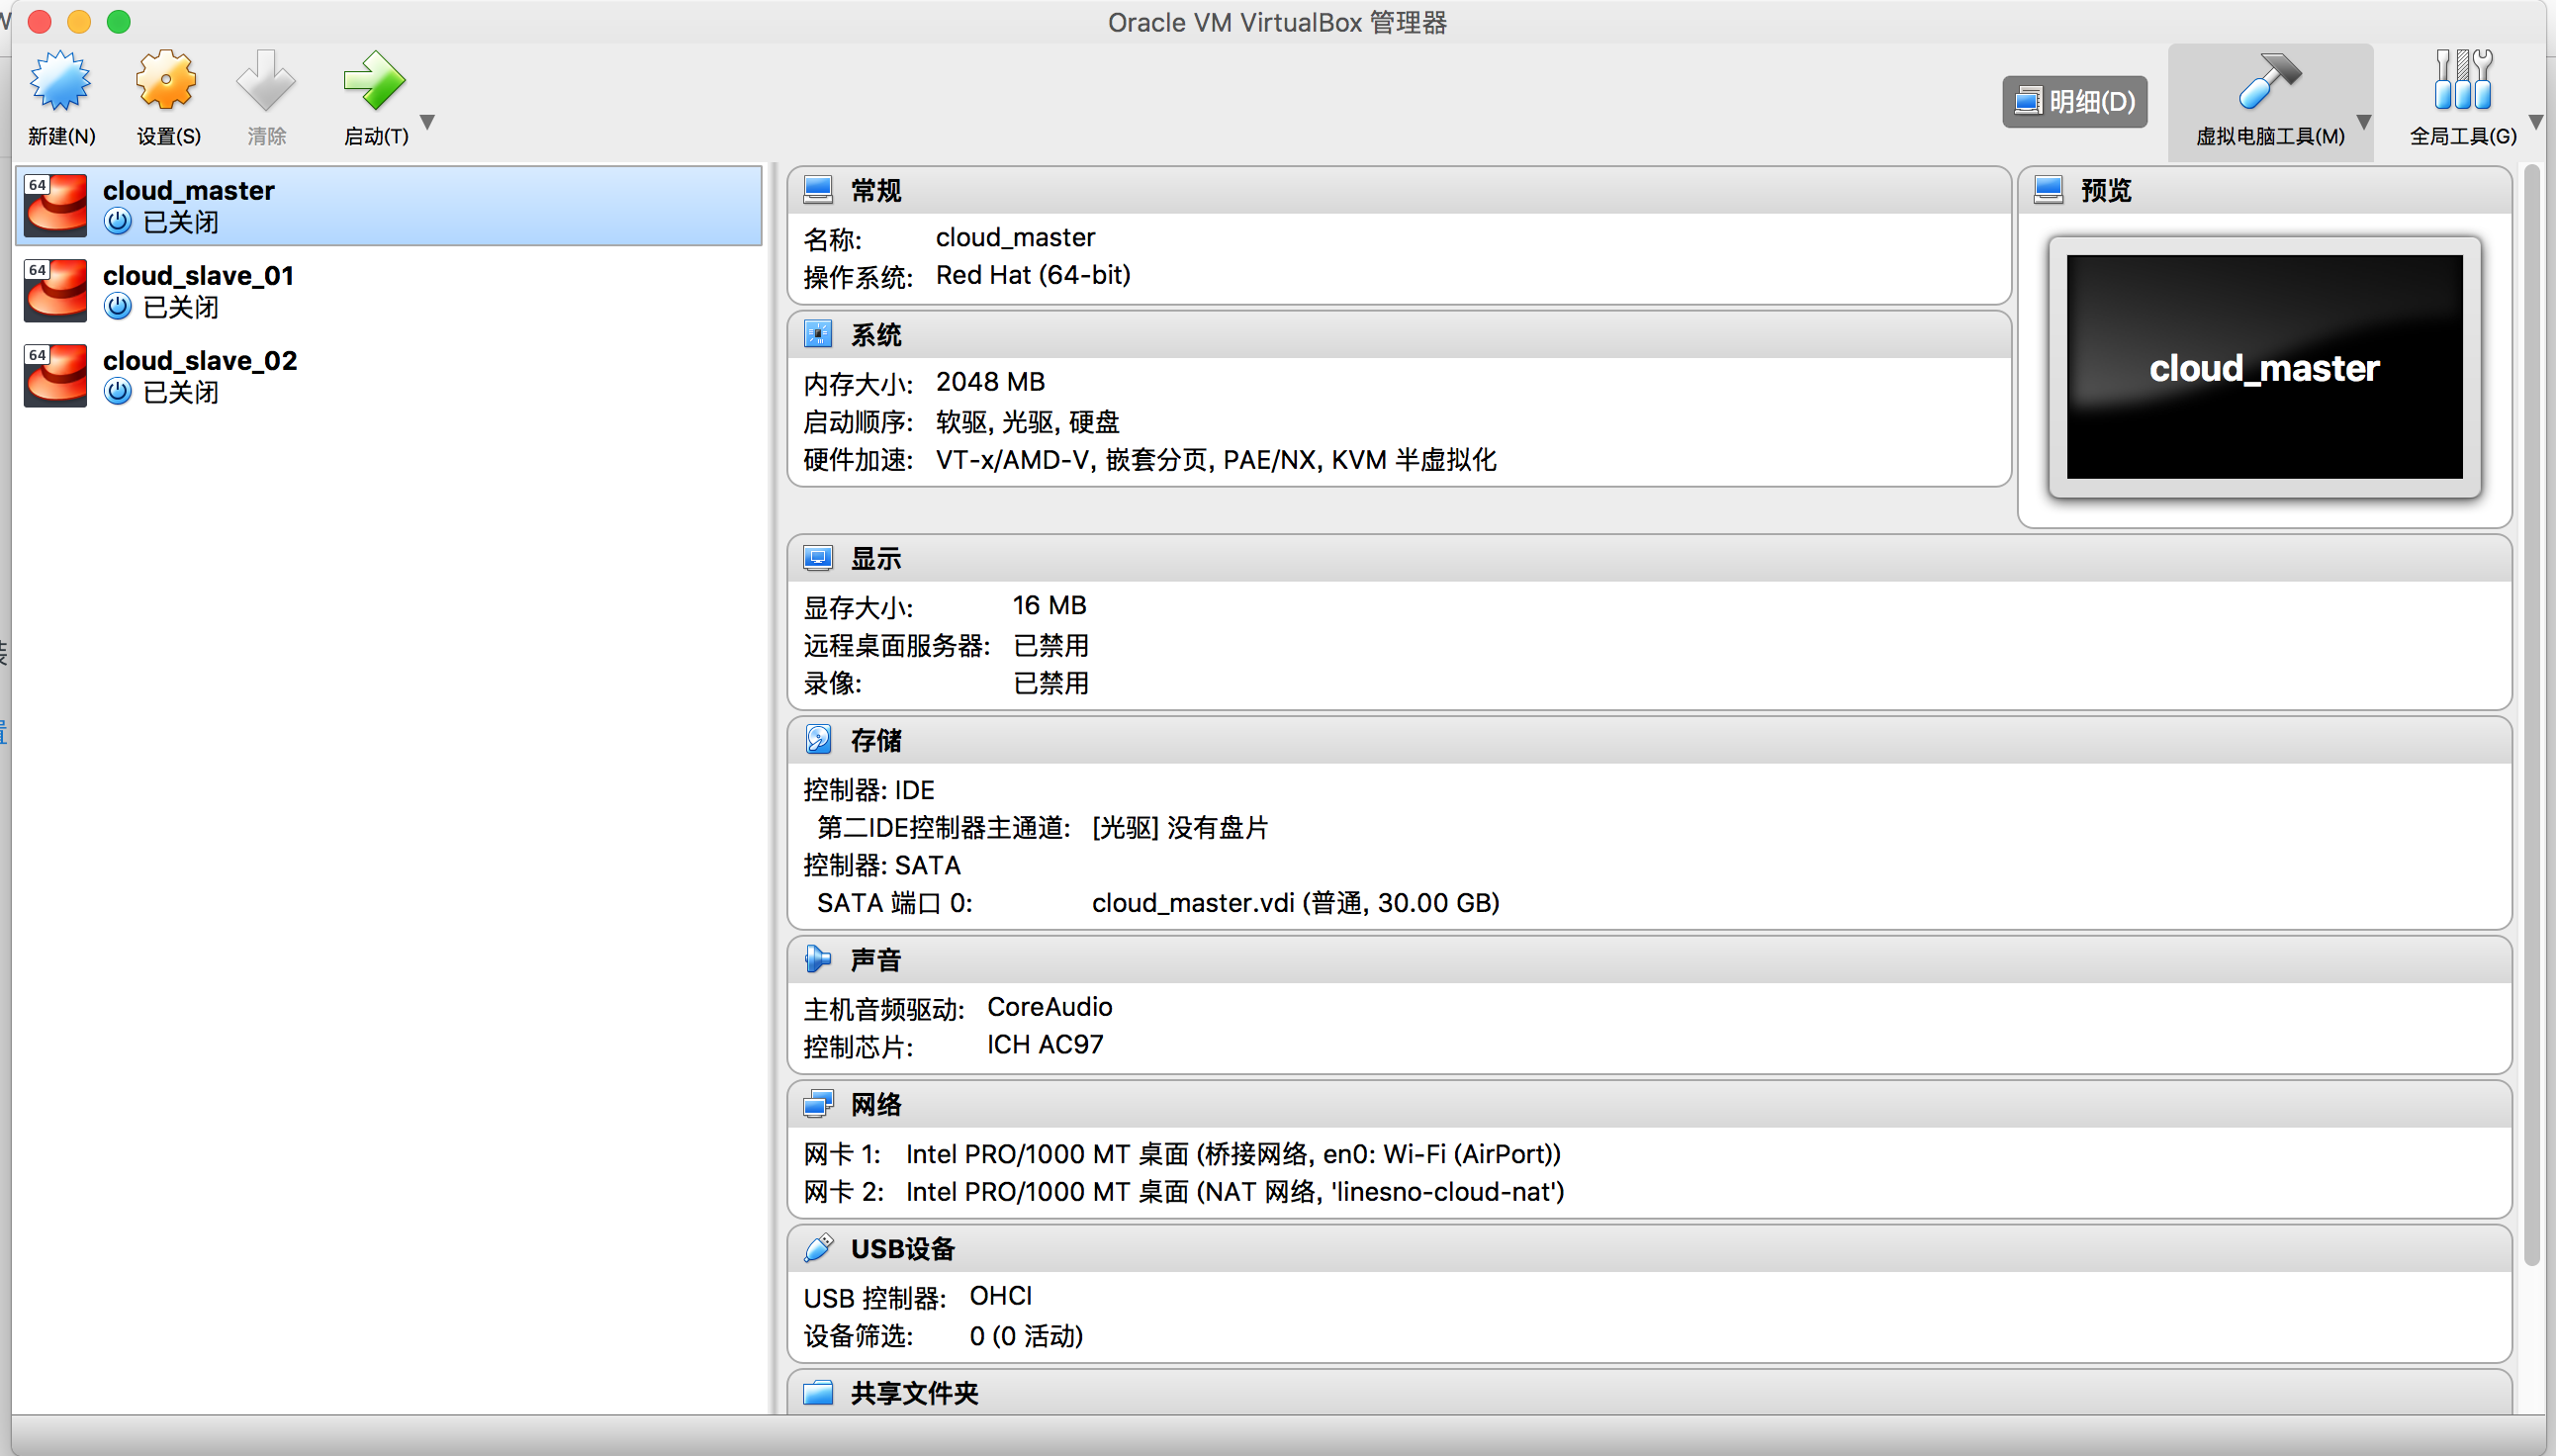 Oracle VM VirtualBox 管理器
新建(N)
设置(S)
清除
启动(T)
明细(D)
虚拟电脑工具(M)
全局工具(G)
64
cloud_master
已关闭
64
cloud_slave_01
已关闭
64
cloud_slave_02
已关闭
常规
名称: cloud_master
操作系统: Red Hat (64-bit)
系统
内存大小: 2048 MB
启动顺序: 软驱, 光驱, 硬盘
硬件加速: VT-x/AMD-V, 嵌套分页, PAE/NX, KVM 半虚拟化
预览
cloud_master
显示
显存大小: 16 MB
远程桌面服务器: 已禁用
录像: 已禁用
存储
控制器: IDE
第二IDE控制器主通道: [光驱] 没有盘片
控制器: SATA
SATA 端口 0: cloud_master.vdi (普通, 30.00 GB)
声音
主机音频驱动: CoreAudio
控制芯片: ICH AC97
网络
网卡 1: Intel PRO/1000 MT 桌面 (桥接网络, en0: Wi-Fi (AirPort))
网卡 2: Intel PRO/1000 MT 桌面 (NAT 网络, 'linesno-cloud-nat')
USB设备
USB 控制器: OHCI
设备筛选: 0 (0 活动)
共享文件夹